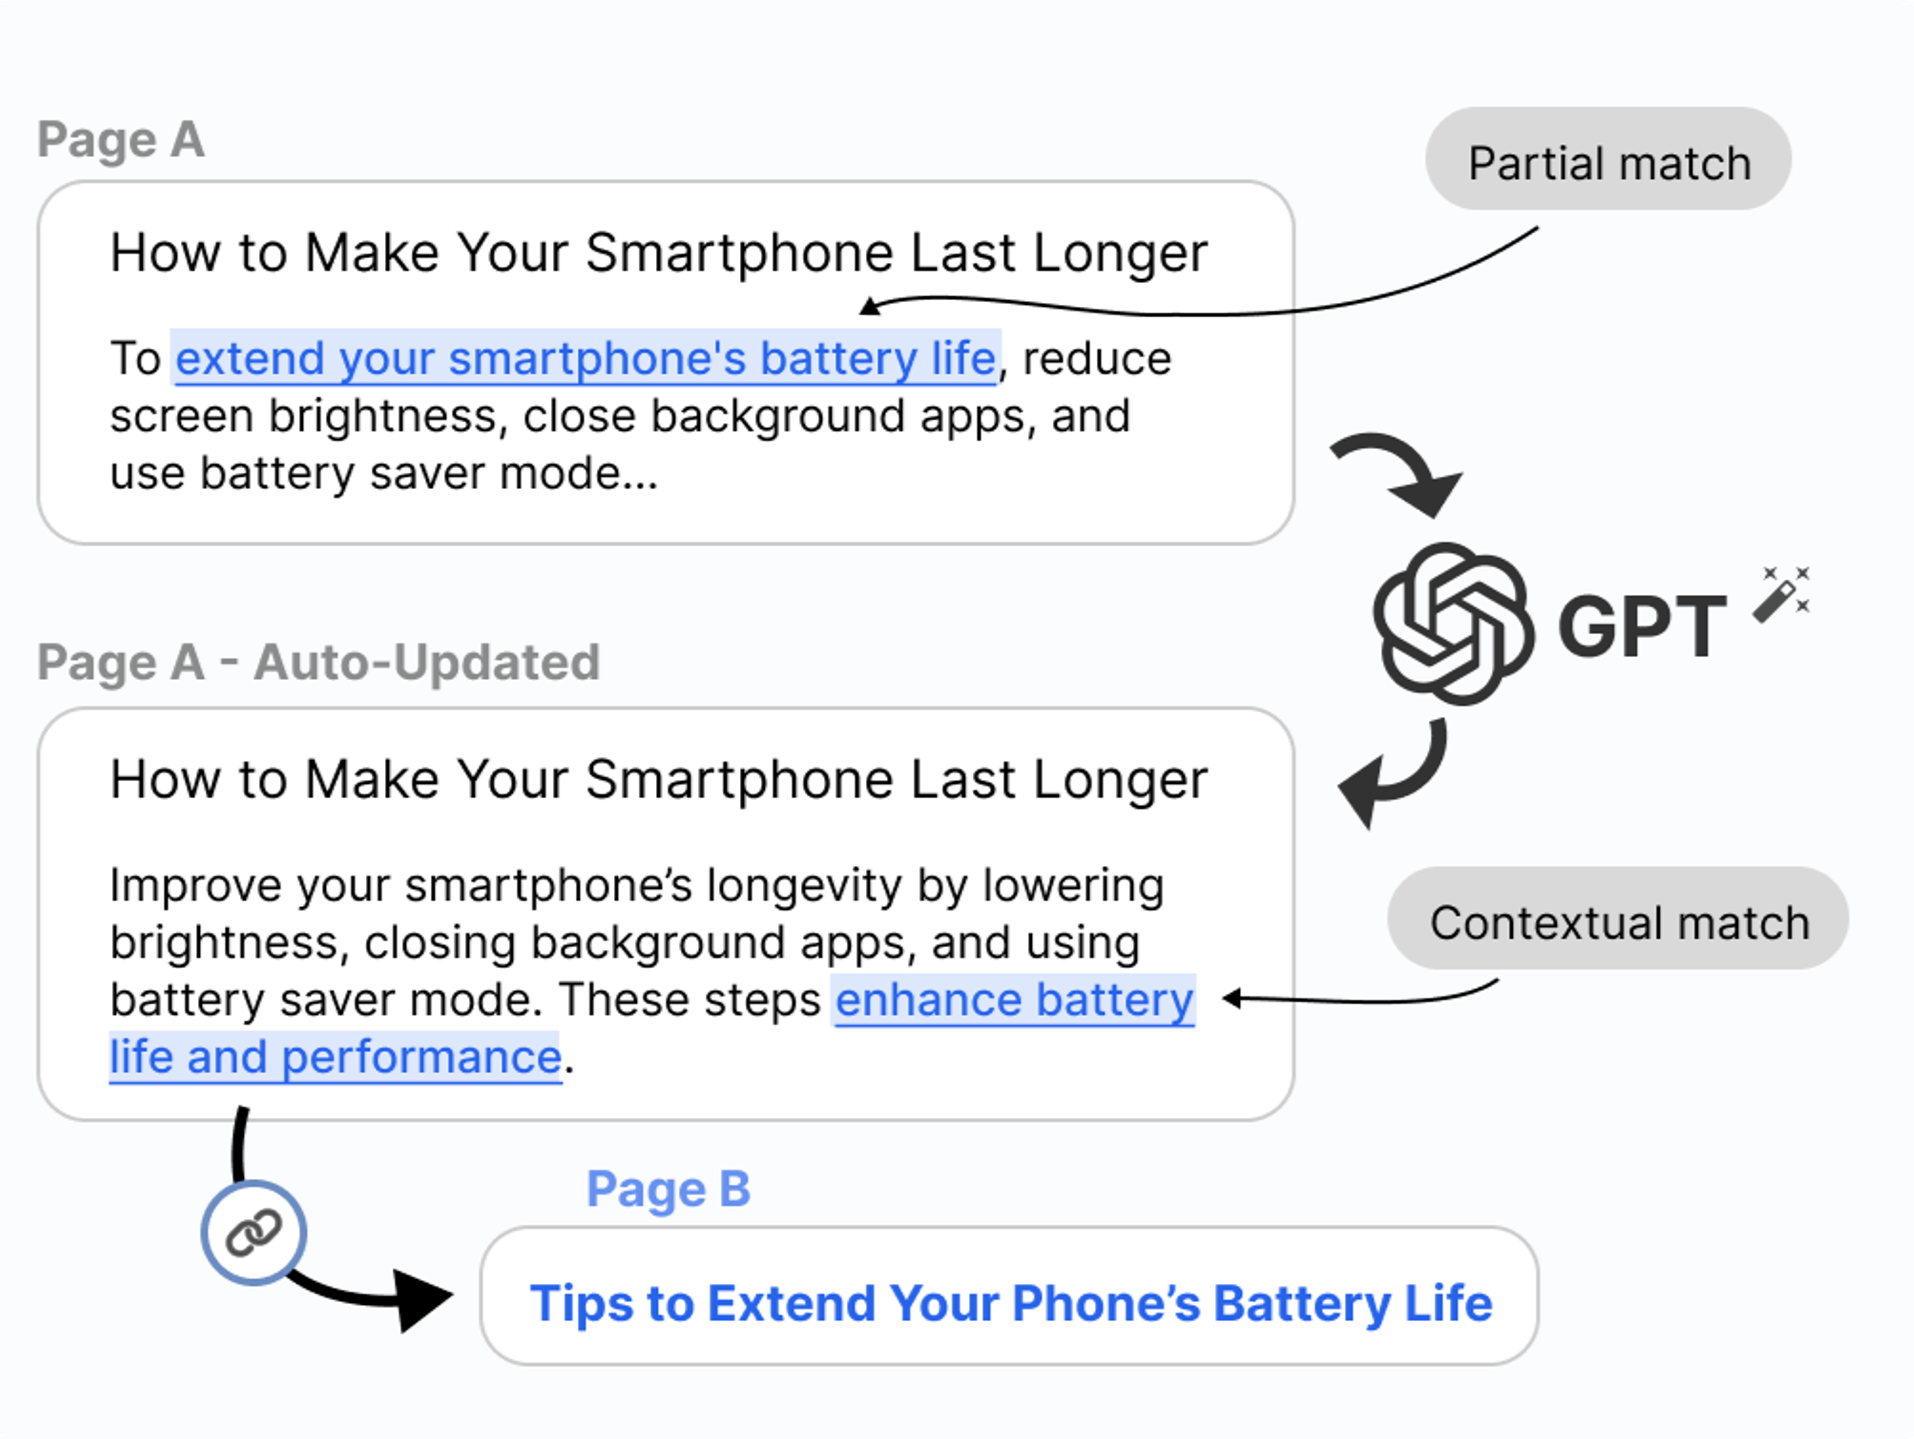 Page A
Partial match
How to Make Your Smartphone Last Longer
To extend your smartphone's battery life, reduce
screen brightness, close background apps, and
use battery saver mode...
GPT
Page A - Auto-Updated
How to Make Your Smartphone Last Longer
Improve your smartphone’s longevity by lowering
brightness, closing background apps, and using
battery saver mode. These steps enhance battery
life and performance.
Contextual match
Page B
Tips to Extend Your Phone’s Battery Life